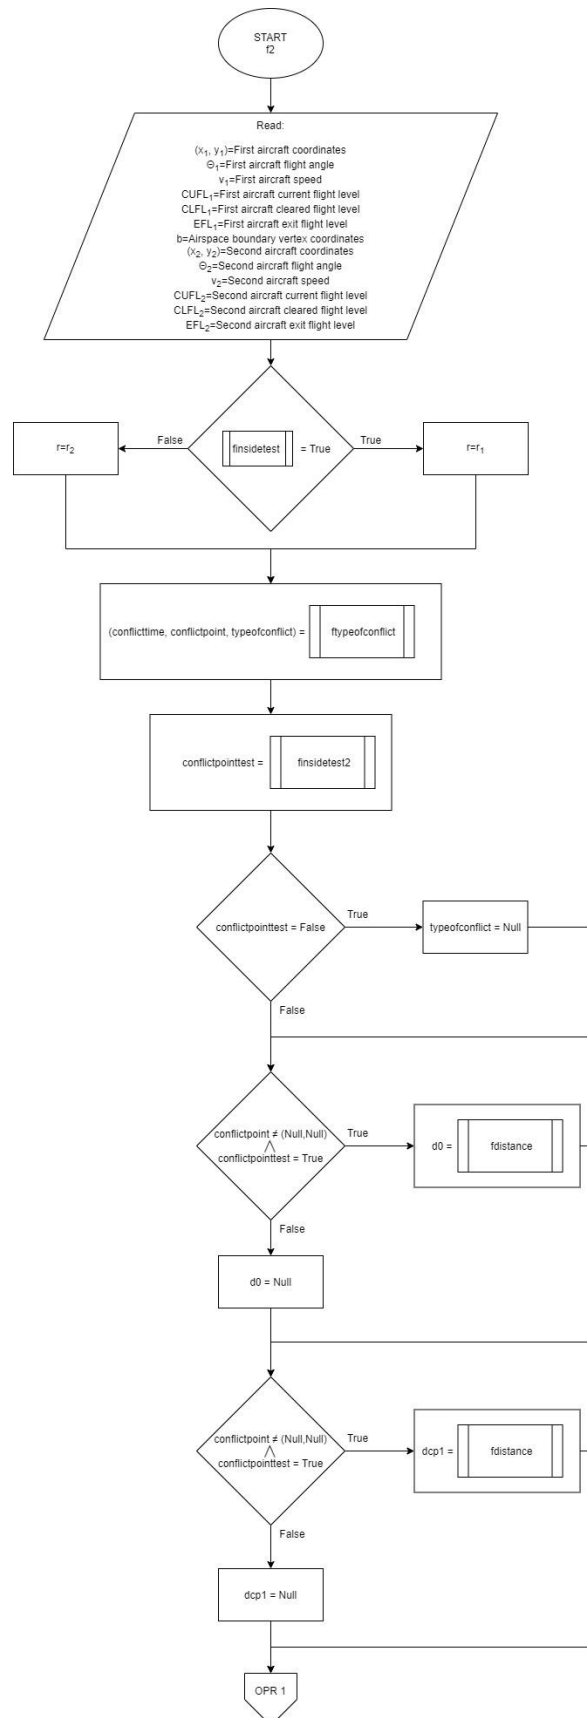 START
f2
Read:
(x₁, y₁)=First aircraft coordinates
Θ₁=First aircraft flight angle
v₁=First aircraft speed
CUFL₁=First aircraft current flight level
CLFL₁=First aircraft cleared flight level
EFL₁=First aircraft exit flight level
b=Airspace boundary vertex coordinates
(x₂, y₂)=Second aircraft coordinates
Θ₂=Second aircraft flight angle
v₂=Second aircraft speed
CUFL₂=Second aircraft current flight level
CLFL₂=Second aircraft cleared flight level
EFL₂=Second aircraft exit flight level
False
True
r=r₂
finsidetest = True
r=r₁
(conflicttime, conflictpoint, typeofconflict) = ftypeofconflict
conflictpointtest = finsidetest2
True
conflictpointtest = False
typeofconflict = Null
False
conflictpoint ≠ (Null,Null)
∧
conflictpointtest = True
True
d0 = fdistance
False
d0 = Null
conflictpoint ≠ (Null,Null)
∧
conflictpointtest = True
True
dcp1 = fdistance
False
dcp1 = Null
OPR 1